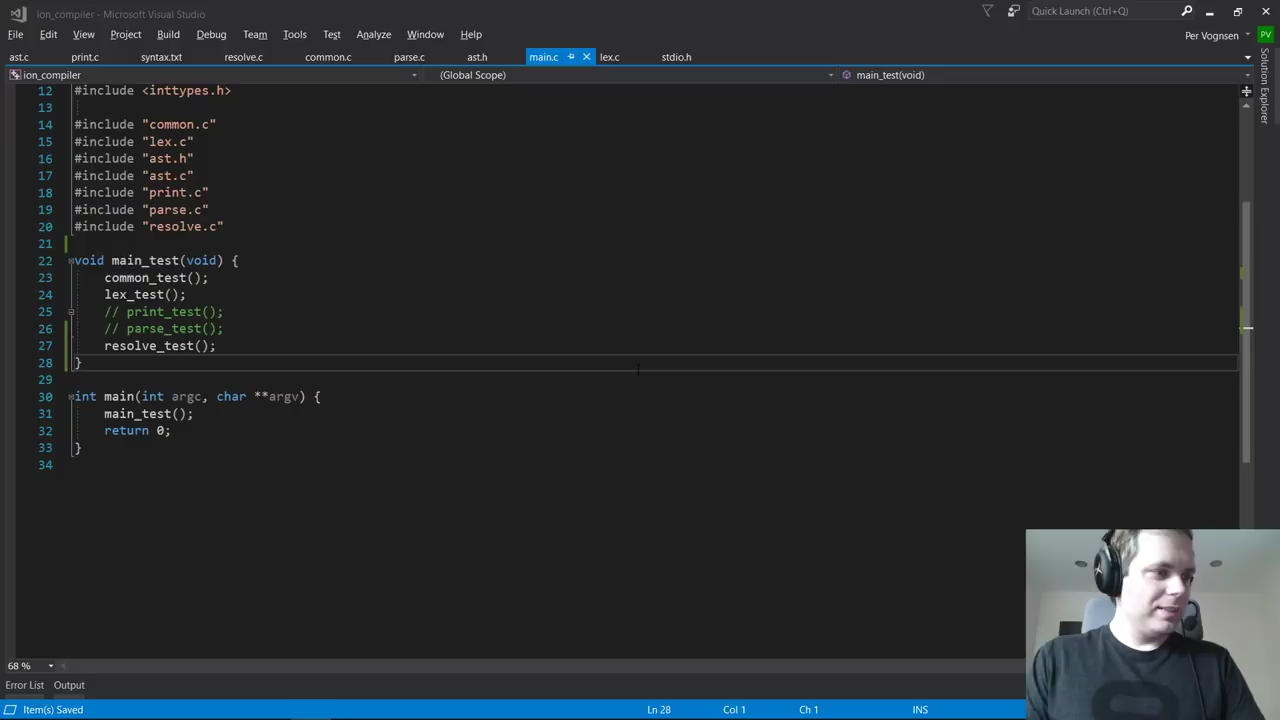 ion_compiler - Microsoft Visual Studio
Quick Launch (Ctrl+Q)
File Edit View Project Build Debug Team Tools Test Analyze Window Help
Per Vognsen PV
ast.c print.c syntax.txt resolve.c common.c parse.c ast.h main.c lex.c stdio.h
Solution Explorer
ion_compiler (Global Scope) main_test(void)
12 #include <inttypes.h>
13
14 #include "common.c"
15 #include "lex.c"
16 #include "ast.h"
17 #include "ast.c"
18 #include "print.c"
19 #include "parse.c"
20 #include "resolve.c"
21
22 void main_test(void) {
23 common_test();
24 lex_test();
25 // print_test();
26 // parse_test();
27 resolve_test();
28 }
29
30 int main(int argc, char **argv) {
31 main_test();
32 return 0;
33 }
34
68 %
Error List Output
Item(s) Saved Ln 28 Col 1 Ch 1 INS